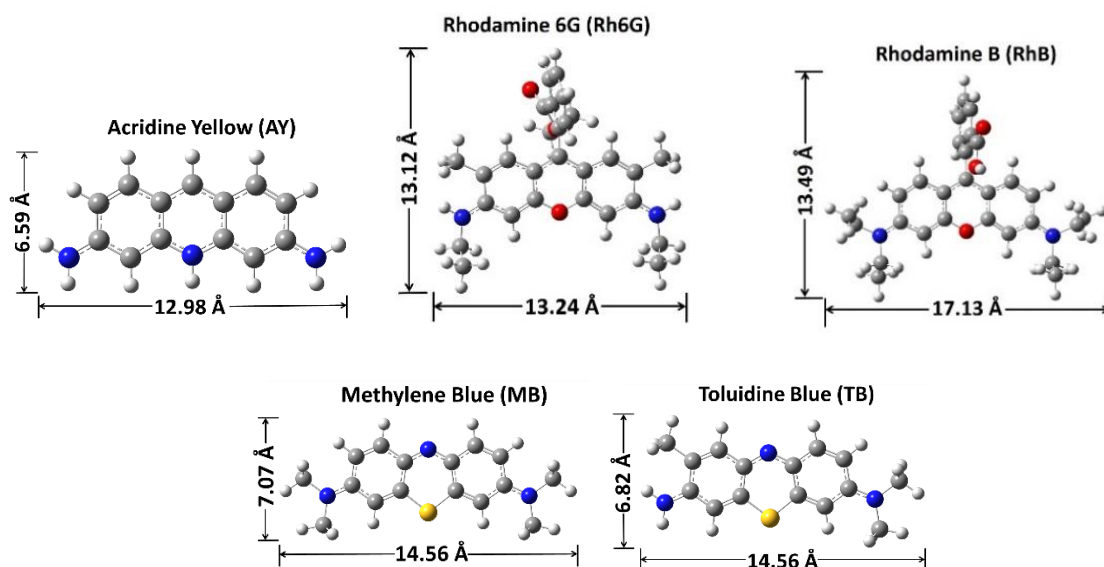 Rhodamine 6G (Rh6G)
13.12 Å
13.24 Å
Rhodamine B (RhB)
13.49 Å
17.13 Å
Acridine Yellow (AY)
6.59 Å
12.98 Å
Methylene Blue (MB)
7.07 Å
14.56 Å
Toluidine Blue (TB)
6.82 Å
14.56 Å